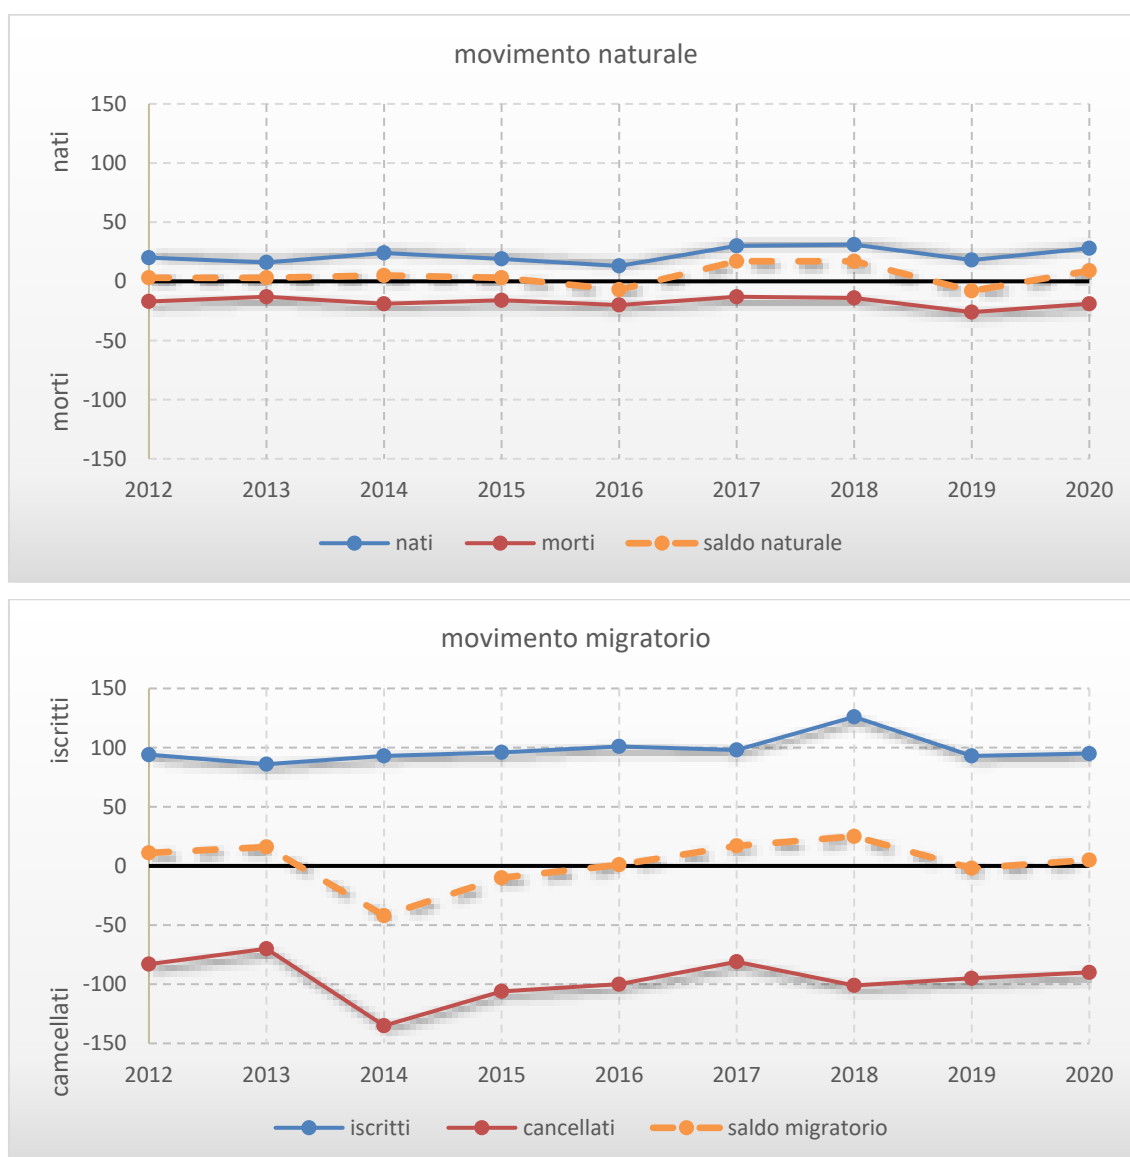 movimento naturale
nati
morti
150
100
50
0
-50
-100
-150
2012 2013 2014 2015 2016 2017 2018 2019 2020
nati morti saldo naturale
movimento migratorio
iscritti
camcellati
150
100
50
0
-50
-100
-150
2012 2013 2014 2015 2016 2017 2018 2019 2020
iscritti cancellati saldo migratorio